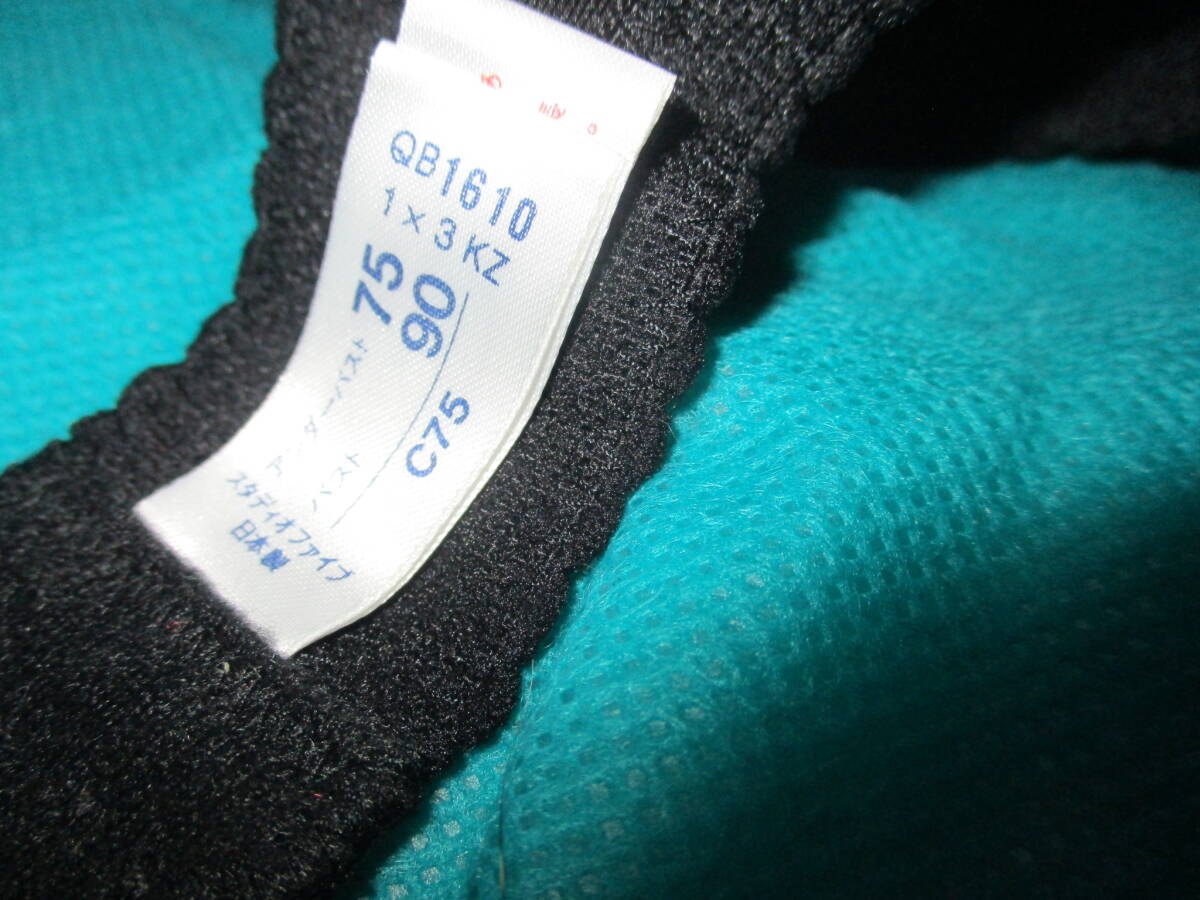 QB1610
1×3KZ
アンダーバスト 75
バスト 90
C75
スタディオファイブ
日本製